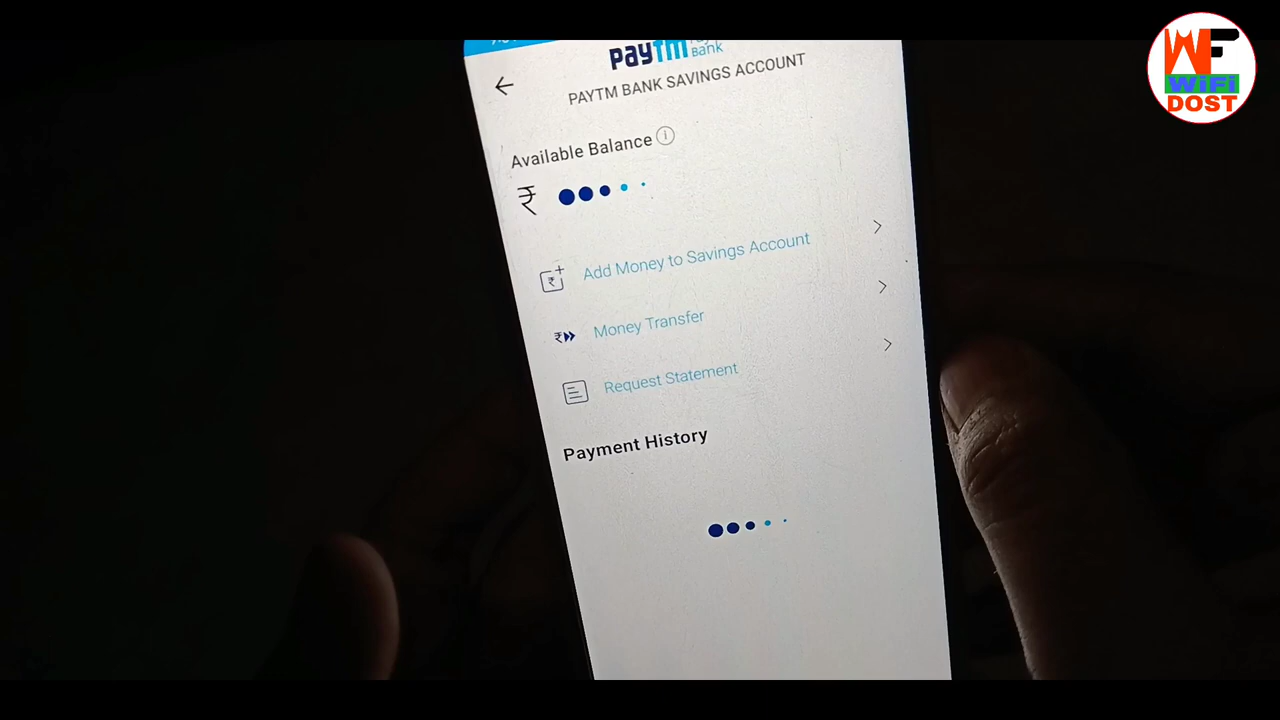 WF
WiFi
DOST
paytm
Bank
PAYTM BANK SAVINGS ACCOUNT
Available Balance
₹
Add Money to Savings Account
Money Transfer
Request Statement
Payment History